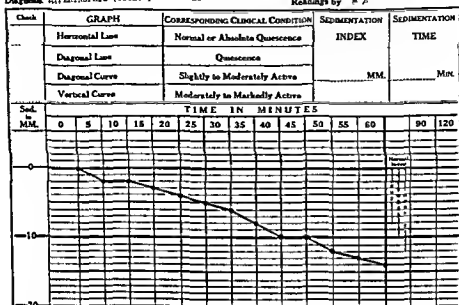 Readings by
Check GRAPH CORRESPONDING CLINICAL CONDITION SEDIMENTATION INDEX SEDIMENTATION TIME
Horizontal Line Normal or Absolute Quiescence
Diagonal Line Quiescence
Diagonal Curve Slightly to Moderately Active MM. MIN.
Vertical Curve Moderately to Markedly Active
Sed. in MM. TIME IN MINUTES
0 5 10 15 20 25 30 35 40 45 50 55 60 90 120
0
10
20